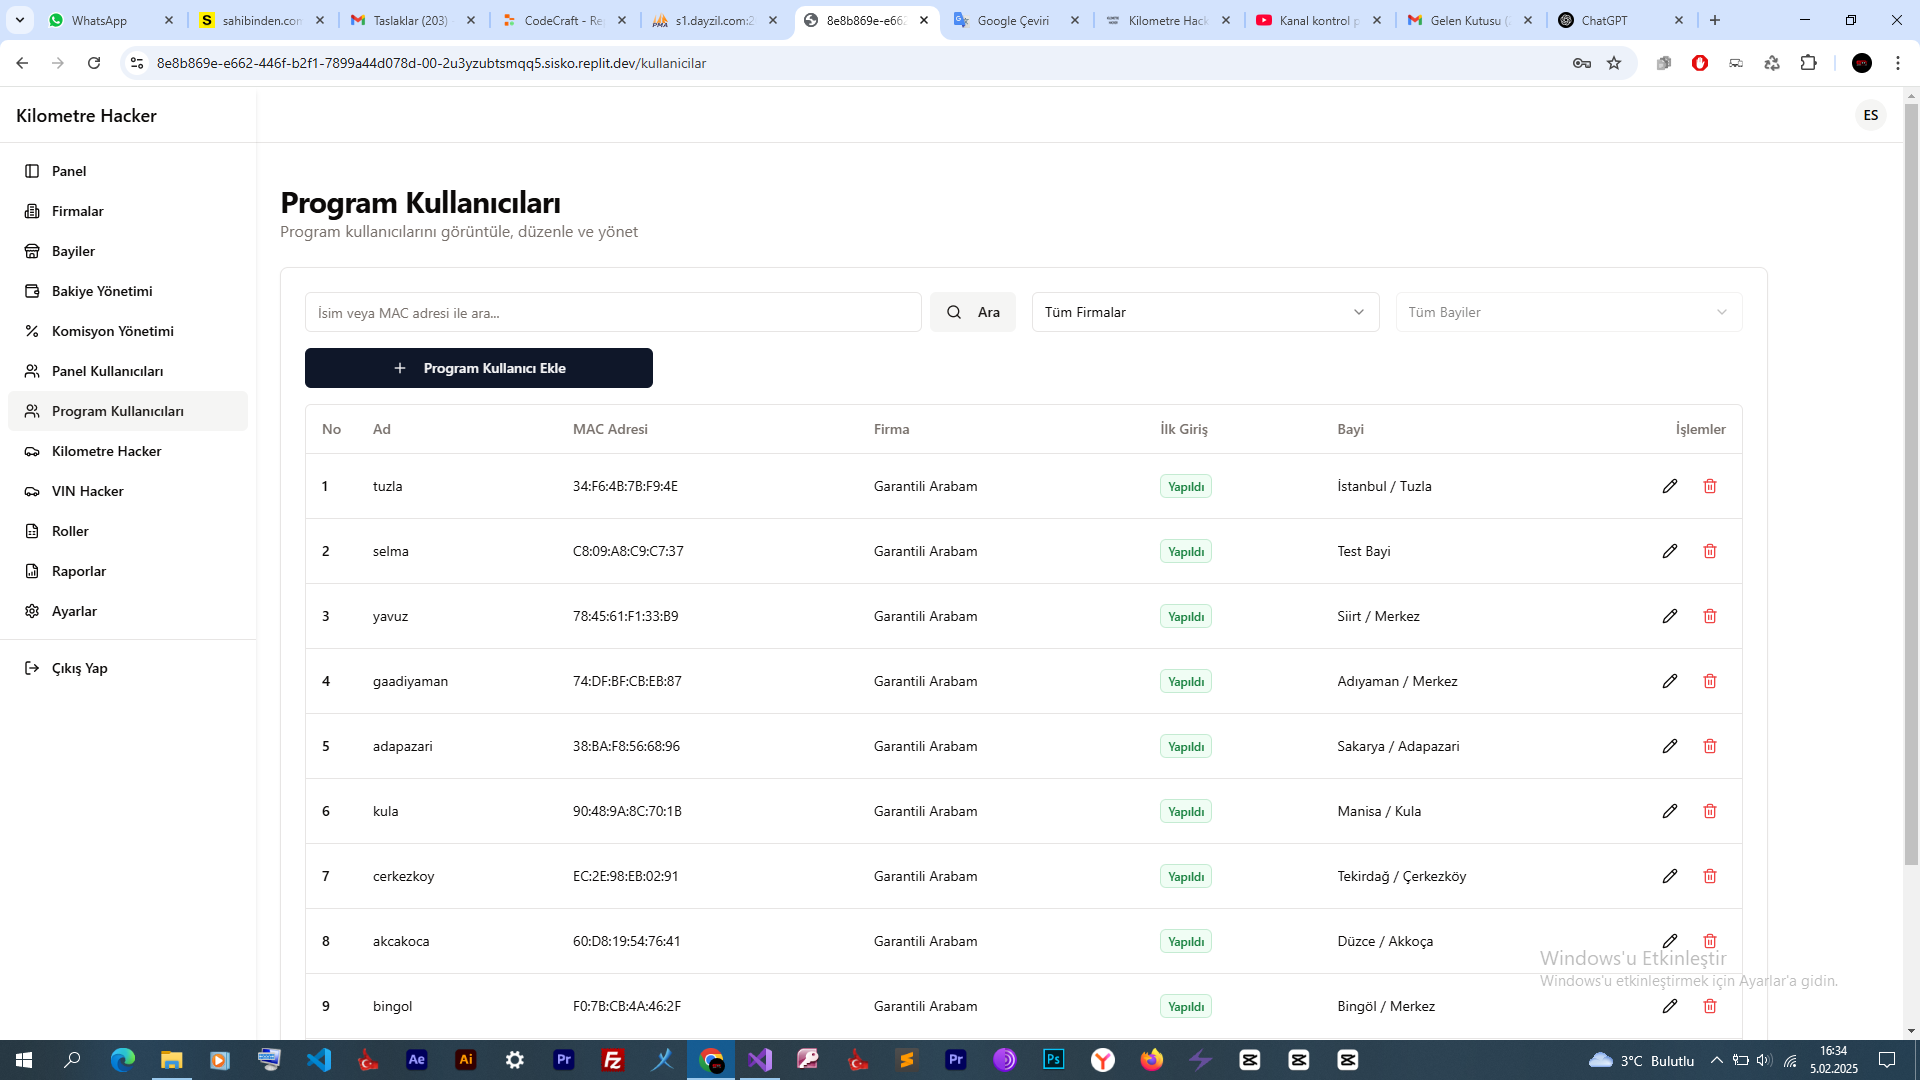 WhatsApp
sahibinden.com
Taslaklar (203)
CodeCraft - Re
s1.dayzil.com:2
8e8b869e-e662
Google Çeviri
Kilometre Hack
Kanal kontrol p
Gelen Kutusu (
ChatGPT
8e8b869e-e662-446f-b2f1-7899a44d078d-00-2u3yzubtsmqq5.sisko.replit.dev/kullanicilar
Kilometre Hacker
ES
Panel
Firmalar
Bayiler
Bakiye Yönetimi
Komisyon Yönetimi
Panel Kullanıcıları
Program Kullanıcıları
Kilometre Hacker
VIN Hacker
Roller
Raporlar
Ayarlar
Çıkış Yap
Program Kullanıcıları
Program kullanıcılarını görüntüle, düzenle ve yönet
İsim veya MAC adresi ile ara...
Ara
Tüm Firmalar
Tüm Bayiler
Program Kullanıcı Ekle
No Ad MAC Adresi Firma İlk Giriş Bayi İşlemler
1 tuzla 34:F6:4B:7B:F9:4E Garantili Arabam Yapıldı İstanbul / Tuzla
2 selma C8:09:A8:C9:C7:37 Garantili Arabam Yapıldı Test Bayi
3 yavuz 78:45:61:F1:33:B9 Garantili Arabam Yapıldı Siirt / Merkez
4 gaadiyaman 74:DF:BF:CB:EB:87 Garantili Arabam Yapıldı Adıyaman / Merkez
5 adapazari 38:BA:F8:56:68:96 Garantili Arabam Yapıldı Sakarya / Adapazari
6 kula 90:48:9A:8C:70:1B Garantili Arabam Yapıldı Manisa / Kula
7 cerkezkoy EC:2E:98:EB:02:91 Garantili Arabam Yapıldı Tekirdağ / Çerkezköy
8 akcakoca 60:D8:19:54:76:41 Garantili Arabam Yapıldı Düzce / Akkoça
9 bingol F0:7B:CB:4A:46:2F Garantili Arabam Yapıldı Bingöl / Merkez
Windows'u Etkinleştir
Windows'u etkinleştirmek için Ayarlar'a gidin.
3°C Bulutlu
16:34
5.02.2025